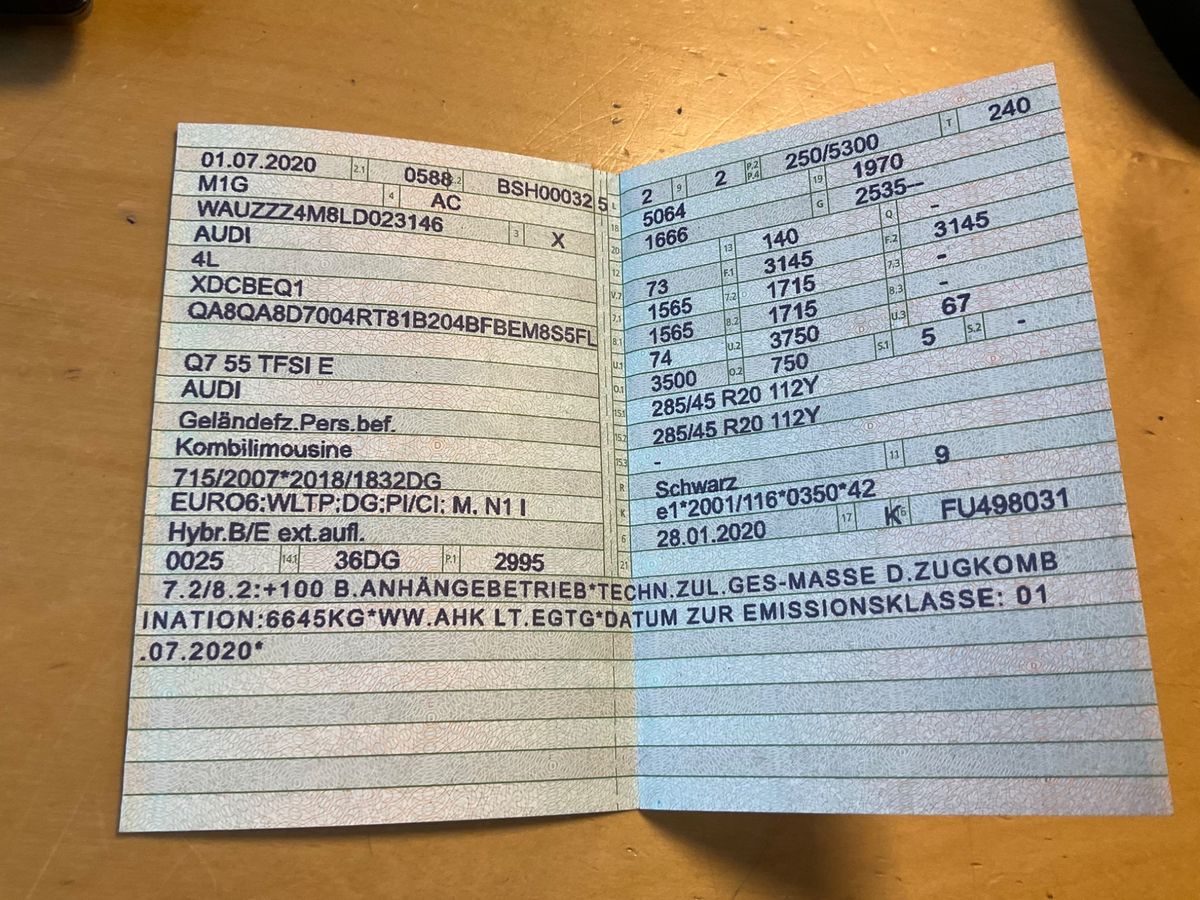 01.07.2020 2.1 0588 2.2 BSH00032 5
M1G 4 AC
WAUZZZ4M8LD023146 3 X
AUDI
4L
XDCBEQ1
QA8QA8D7004RT81B204BFBEM8S5FL
Q7 55 TFSI E
AUDI
Geländefz.Pers.bef.
Kombilimousine
715/2007*2018/1832DG
EURO6;WLTP;DG;PI/CI; M, N1 I
Hybr.B/E ext.aufl.
0025 14.1 36DG P.1 2995
L 2 9 2 P.2 P.4 250/5300 T 240
18 5064 19 1970
20 1666 G 2535--
12 13 140 Q -
V.7 73 F.1 3145 F.2 3145
7.1 1565 7.2 1715 7.3 -
8.1 1565 8.2 1715 8.3 -
U.1 74 U.2 3750 U.3 67
O.1 3500 O.2 750 S.1 5 S.2 -
15.1 285/45 R20 112Y
15.2 285/45 R20 112Y
15.3 -
R Schwarz 11 9
K e1*2001/116*0350*42
6 28.01.2020 17 K 16 FU498031
21
7.2/8.2:+100 B.ANHÄNGEBETRIEB*TECHN.ZUL.GES-MASSE D.ZUGKOMB
INATION:6645KG*WW.AHK LT.EGTG*DATUM ZUR EMISSIONSKLASSE: 01
.07.2020*